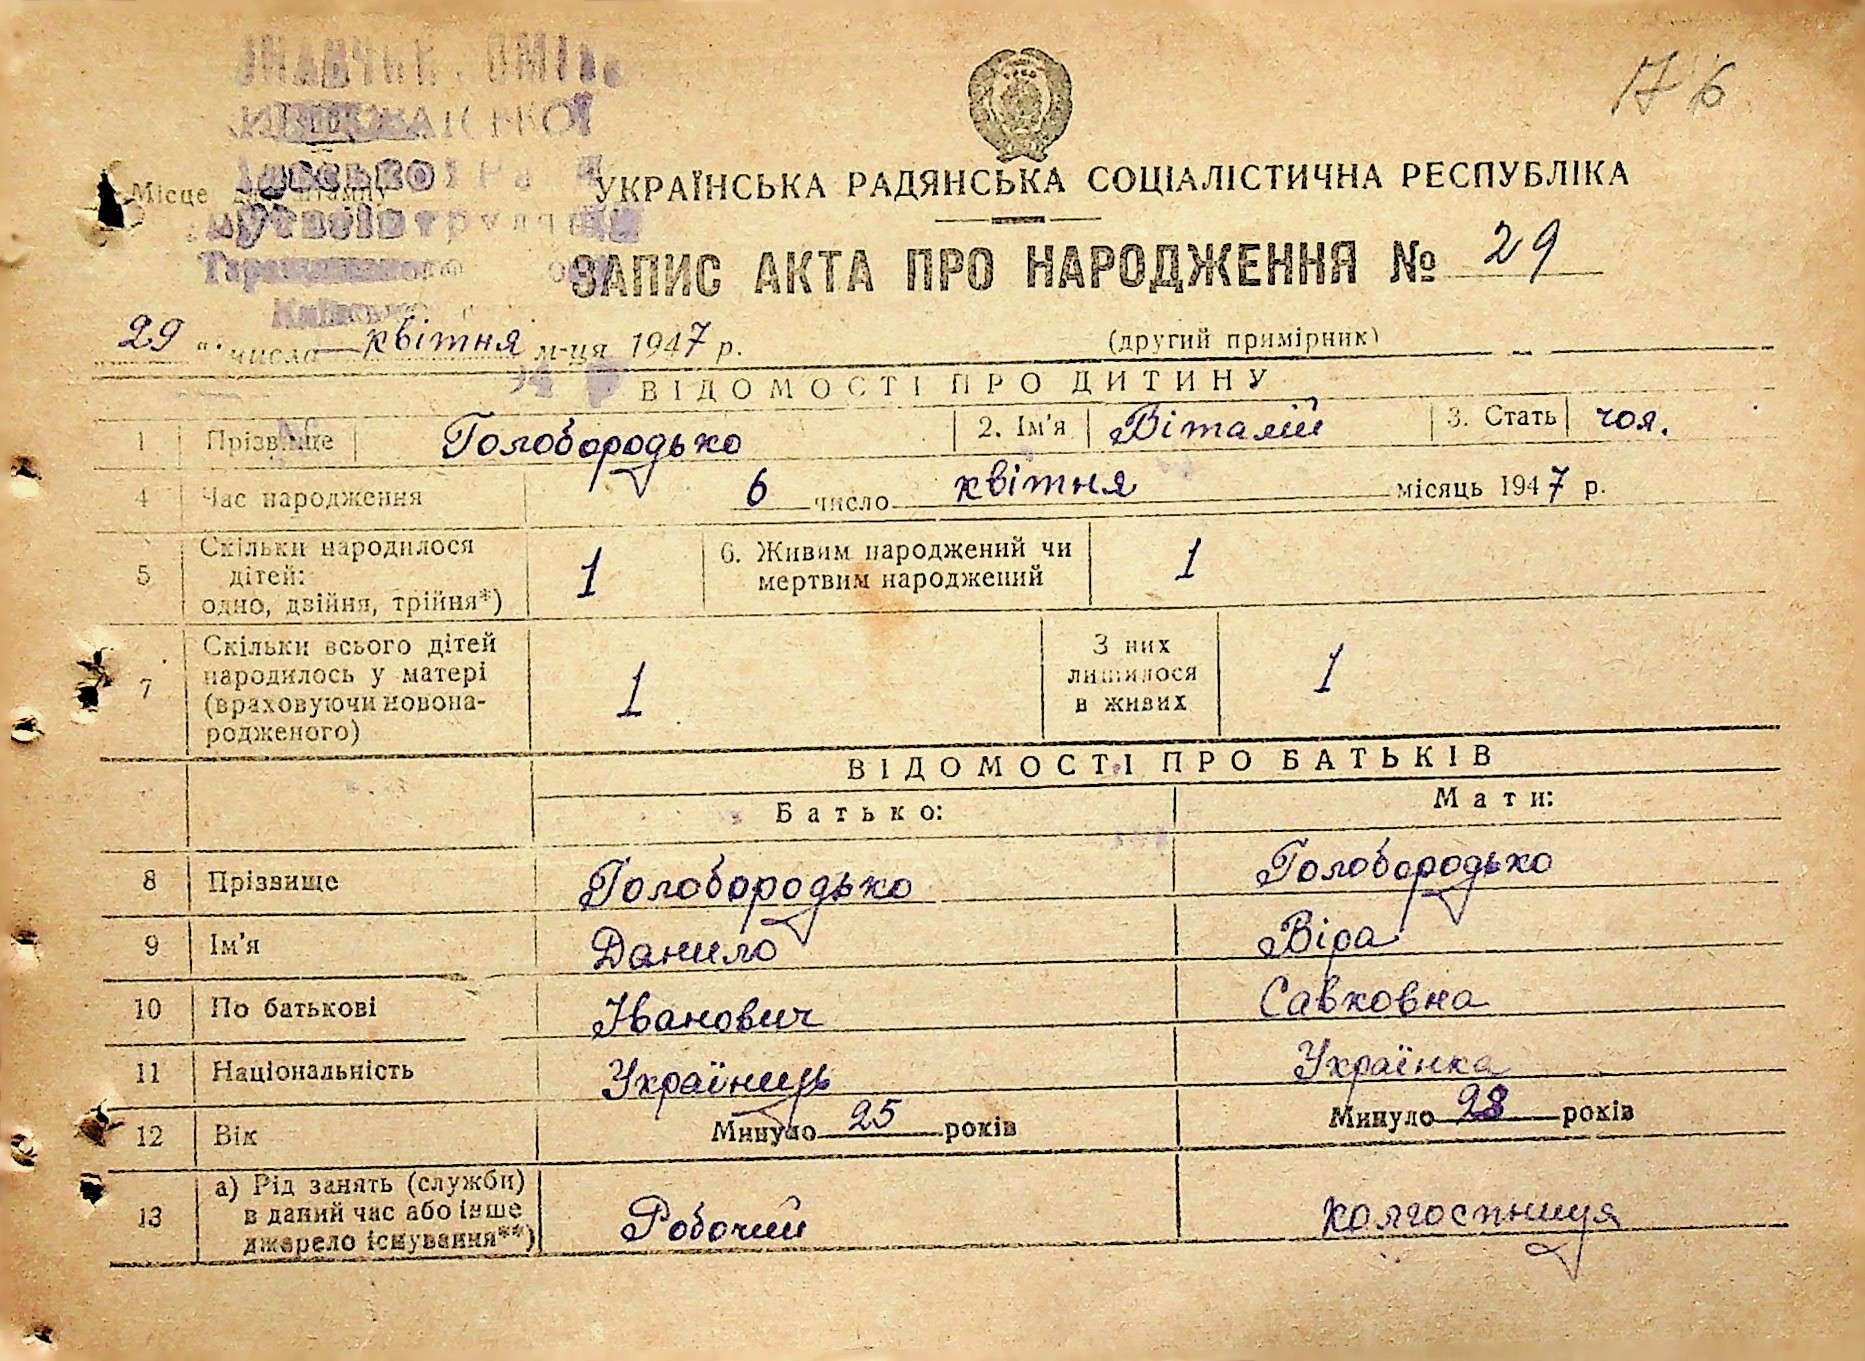 176
УКРАЇНСЬКА РАДЯНСЬКА СОЦІАЛІСТИЧНА РЕСПУБЛІКА
Місце для штампу
ЗАПИС АКТА ПРО НАРОДЖЕННЯ № 29
29 " числа квітня м-ця 1947 р.
(другий примірник)
ВІДОМОСТІ ПРО ДИТИНУ
1 Прізвище Голобородько 2. Ім'я Віталій 3. Стать чол.
4 Час народження 6 число квітня місяць 1947 р.
5 Скільки народилося дітей: одно, двійня, трійня*) 1 6. Живим народжений чи мертвим народжений 1
7 Скільки всього дітей народилось у матері (враховуючи новонародженого) 1 З них лишилося в живих 1
ВІДОМОСТІ ПРО БАТЬКІВ
Батько: Мати:
8 Прізвище Голобородько Голобородько
9 Ім'я Данило Віра
10 По батькові Іванович Савковна
11 Національність Українець Українка
12 Вік Минуло 25 років Минуло 28 років
13 а) Рід занять (служби) в даний час або інше джерело існування**) Робочий колгоспниця